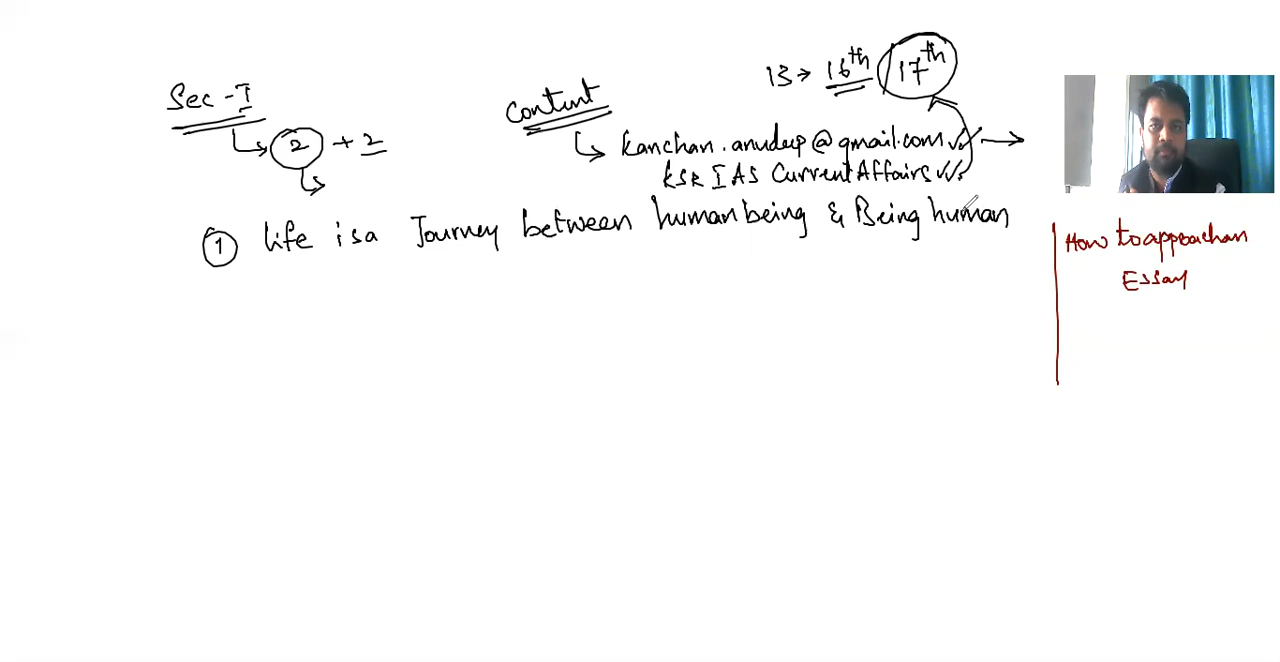 13 → 16th 17th
Sec - I
Content
2 + 2
kanchan.anudeep@gmail.com
KSR IAS Current Affairs
1 life is a Journey between human being & Being human
How to approach an
Essay